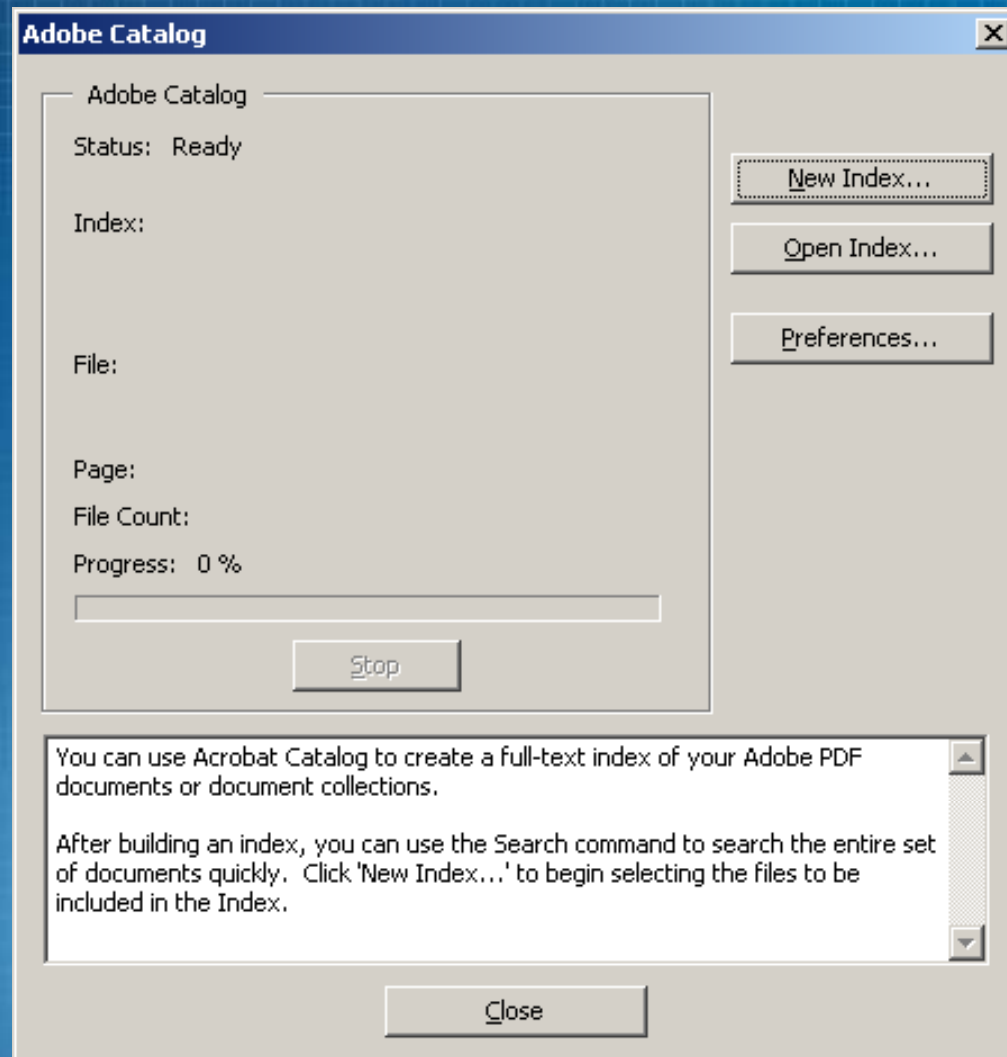 Adobe Catalog
Adobe Catalog
Status: Ready
New Index...
Index:
Open Index...
Preferences...
File:
Page:
File Count:
Progress: 0 %
Stop
You can use Acrobat Catalog to create a full-text index of your Adobe PDF
documents or document collections.
After building an index, you can use the Search command to search the entire set
of documents quickly. Click 'New Index...' to begin selecting the files to be
included in the Index.
Close